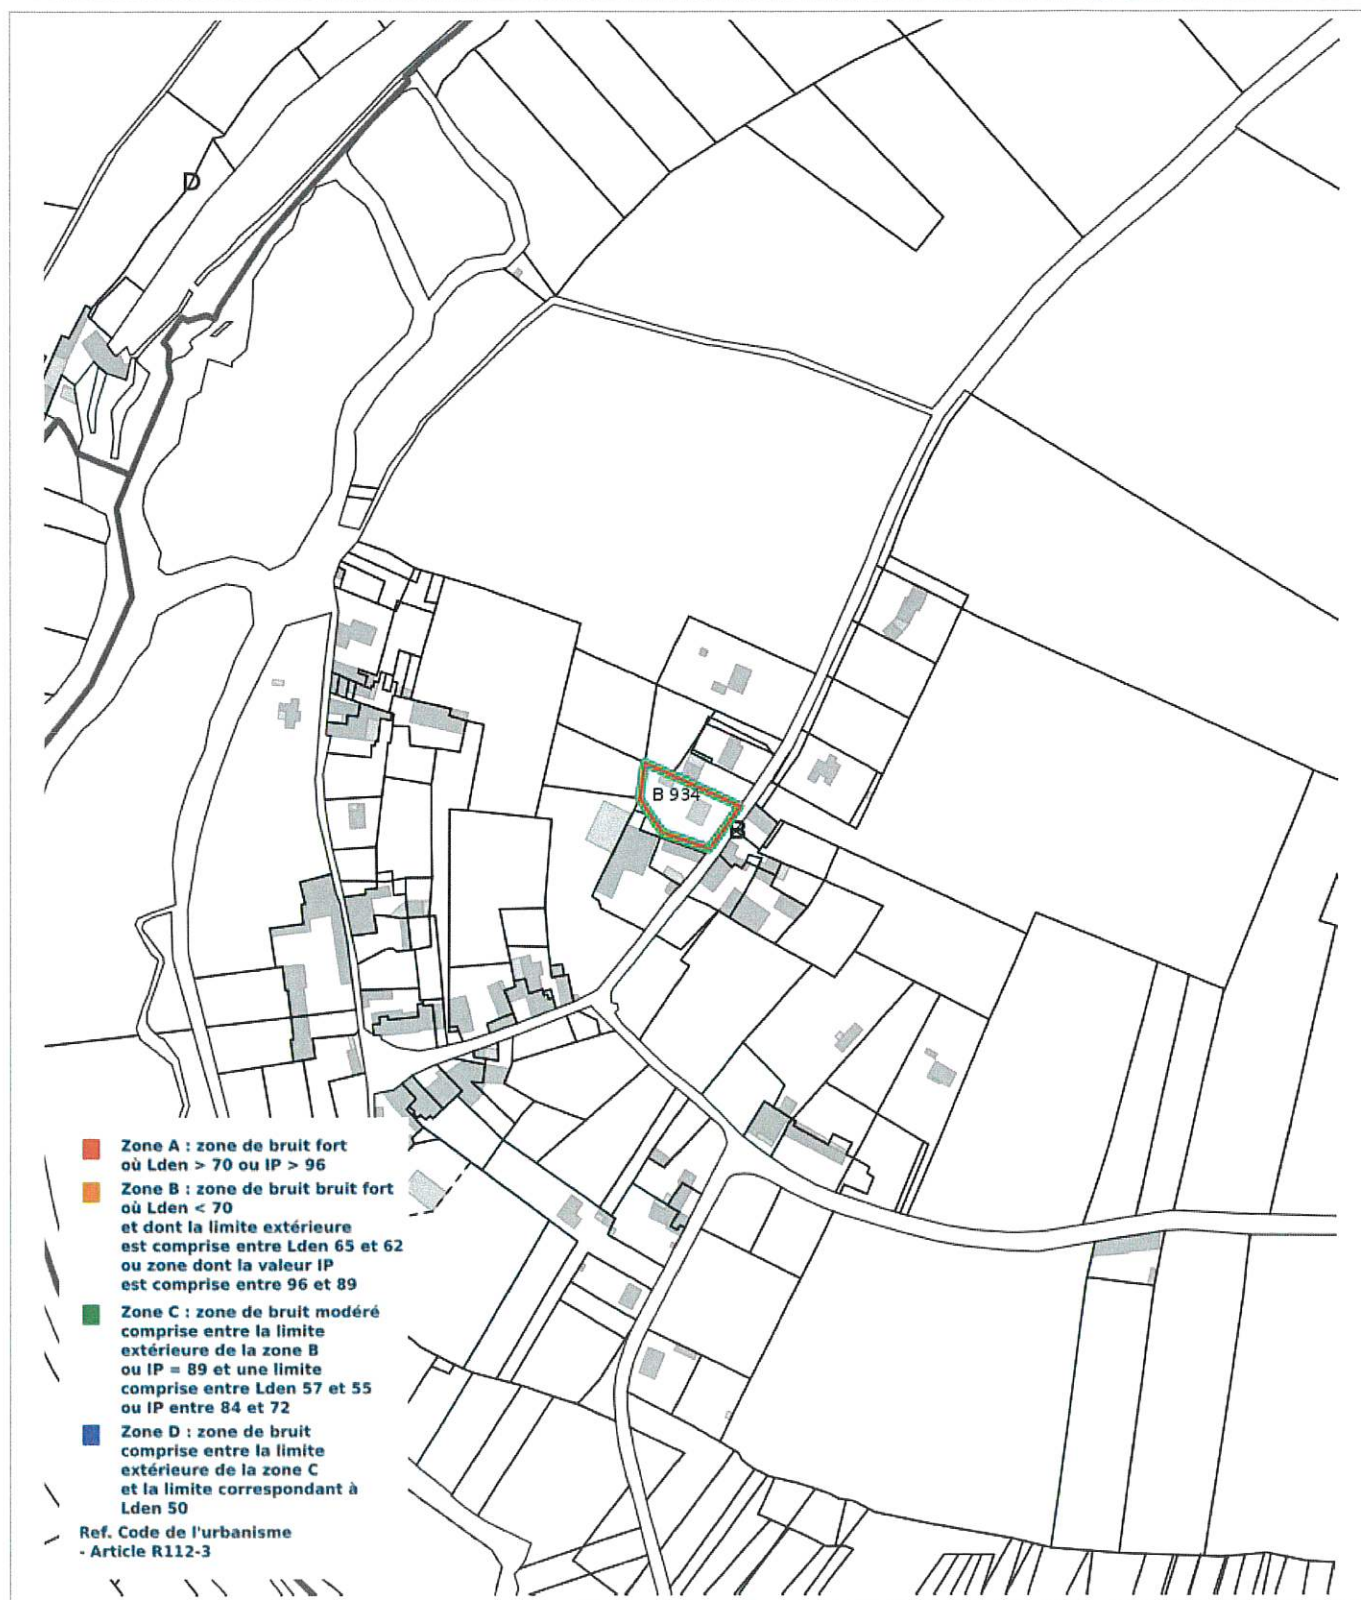 D
B 934
B
Zone A : zone de bruit fort
où Lden > 70 ou IP > 96
Zone B : zone de bruit bruit fort
où Lden < 70
et dont la limite extérieure
est comprise entre Lden 65 et 62
ou zone dont la valeur IP
est comprise entre 96 et 89
Zone C : zone de bruit modéré
comprise entre la limite
extérieure de la zone B
ou IP = 89 et une limite
comprise entre Lden 57 et 55
ou IP entre 84 et 72
Zone D : zone de bruit
comprise entre la limite
extérieure de la zone C
et la limite correspondant à
Lden 50
Ref. Code de l'urbanisme
- Article R112-3